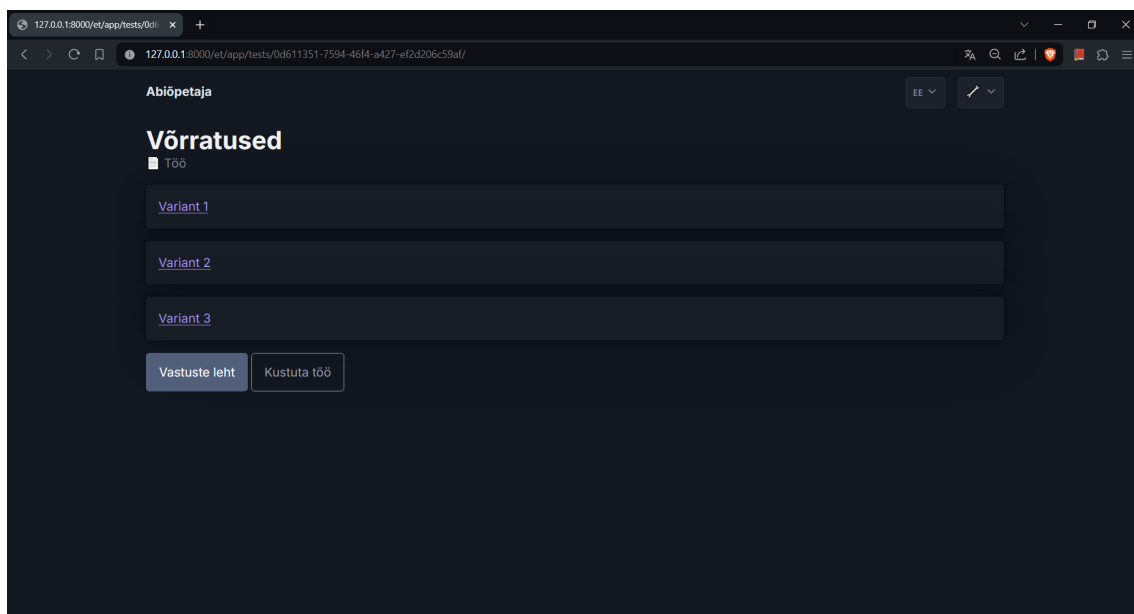 127.0.0.1:8000/et/app/tests/0d6
127.0.0.1:8000/et/app/tests/0d611351-7594-46f4-a427-ef2d206c59af/
Abiõpetaja
EE
Võrratused
Töö
Variant 1
Variant 2
Variant 3
Vastuste leht
Kustuta töö